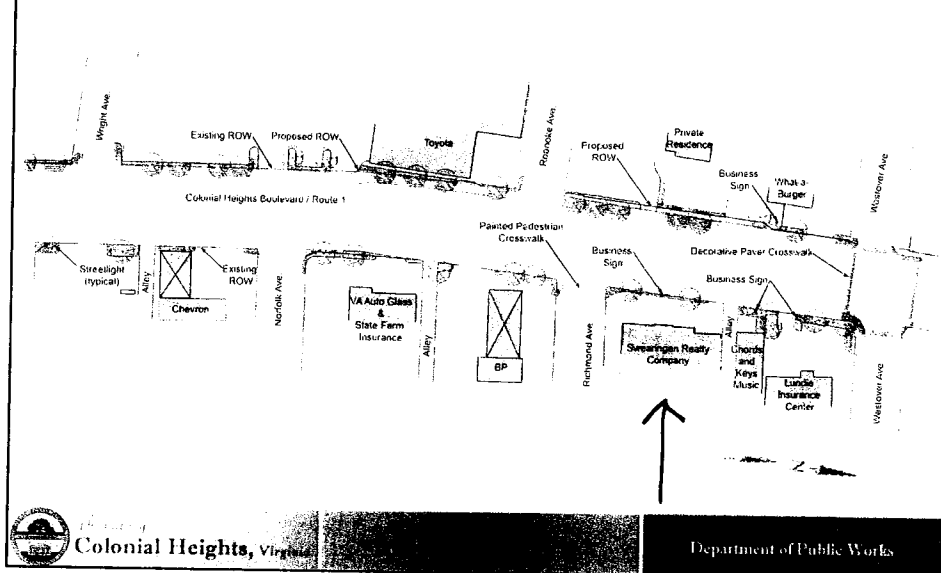 Wright Ave.
Existing ROW
Proposed ROW
Toyota
Roanoke Ave.
Proposed
ROW
Private
Residence
Business
Sign
What-a-
Burger
Westover Ave
Colonial Heights Boulevard / Route 1
Painted Pedestrian
Crosswalk
Decorative Paver Crosswalk
Streetlight
(typical)
Alley
Existing
ROW
Chevron
Norfolk Ave
VA Auto Glass
&
State Farm
Insurance
Alley
BP
Richmond Ave
Business
Sign
Swearingen Realty
Company
Alley
Business Sign
Chords
and
Keys
Music
Lundie
Insurance
Center
Westover Ave
N
Colonial Heights, Virginia
Department of Public Works